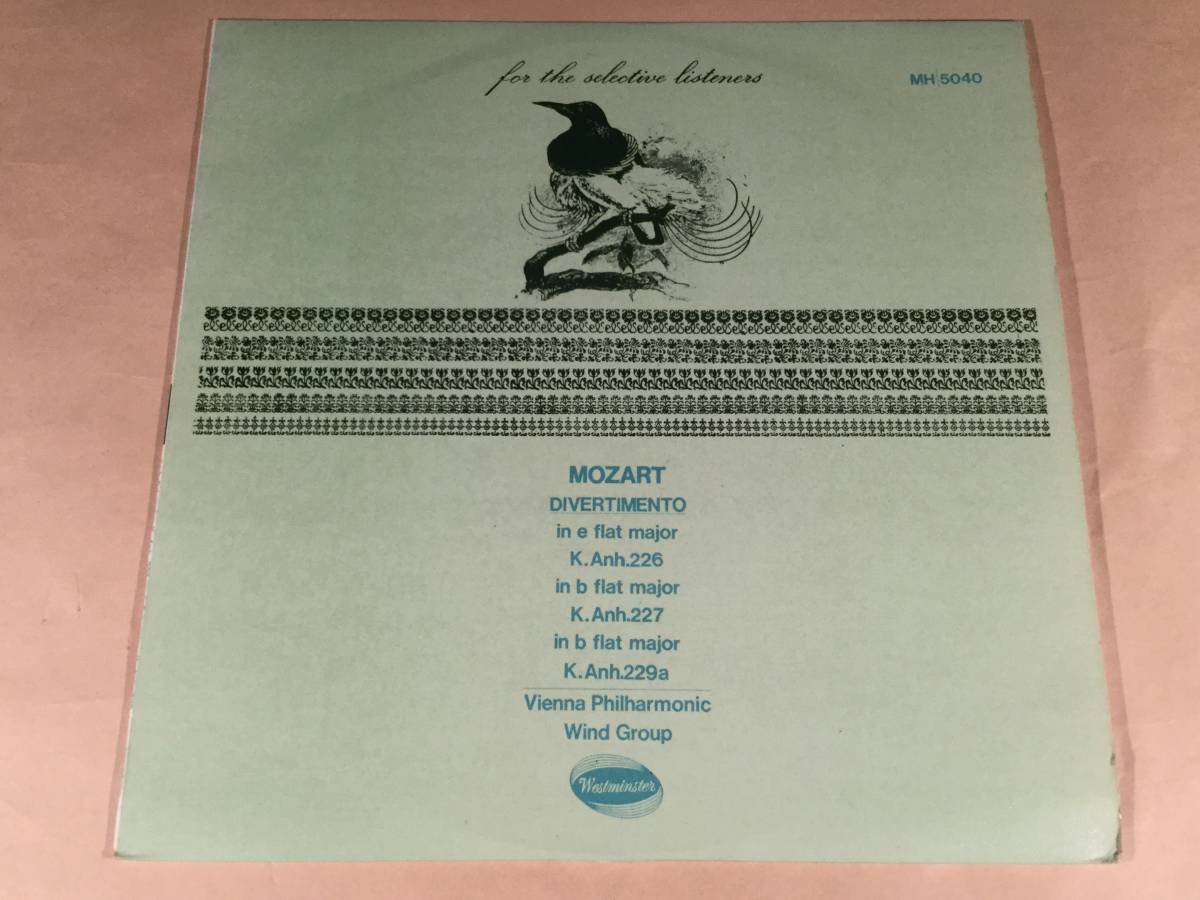 for the selective listeners
MH 5040
MOZART
DIVERTIMENTO
in e flat major
K.Anh.226
in b flat major
K.Anh.227
in b flat major
K.Anh.229a
Vienna Philharmonic
Wind Group
Westminster